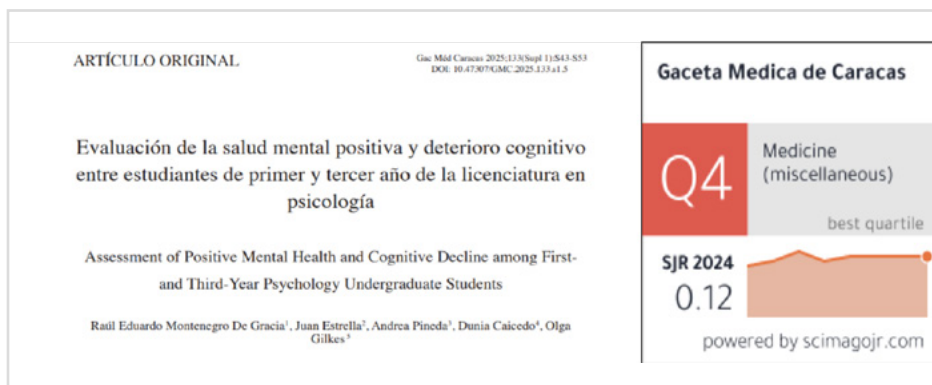 ARTÍCULO ORIGINAL
Gac Méd Caracas 2025;133(Supl 1):S43-S53
DOI: 10.47307/GMC.2025.133.s1.5
Evaluación de la salud mental positiva y deterioro cognitivo
entre estudiantes de primer y tercer año de la licenciatura en
psicología
Assessment of Positive Mental Health and Cognitive Decline among First-
and Third-Year Psychology Undergraduate Students
Raúl Eduardo Montenegro De Gracia¹, Juan Estrella², Andrea Pineda³, Dunia Caicedo⁴, Olga
Gilkes⁵
Gaceta Medica de Caracas
Q4
Medicine
(miscellaneous)
best quartile
SJR 2024
0.12
powered by scimagojr.com